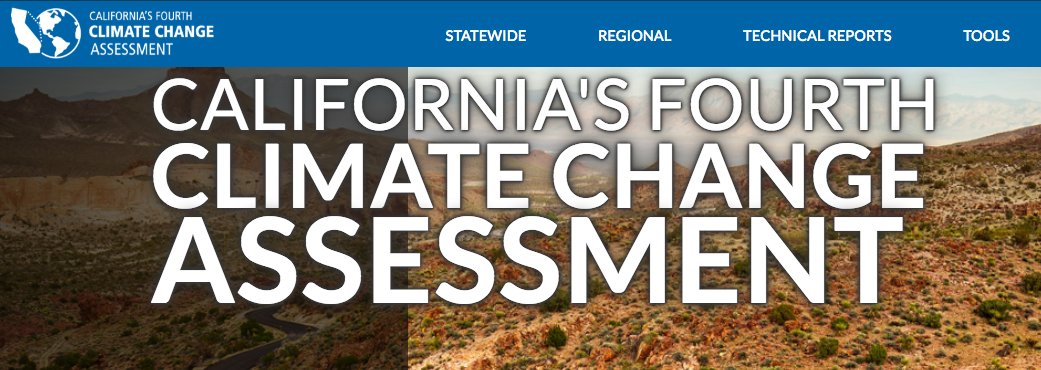 CALIFORNIA'S FOURTH
CLIMATE CHANGE
ASSESSMENT
STATEWIDE
REGIONAL
TECHNICAL REPORTS
TOOLS
CALIFORNIA'S FOURTH
CLIMATE CHANGE
ASSESSMENT